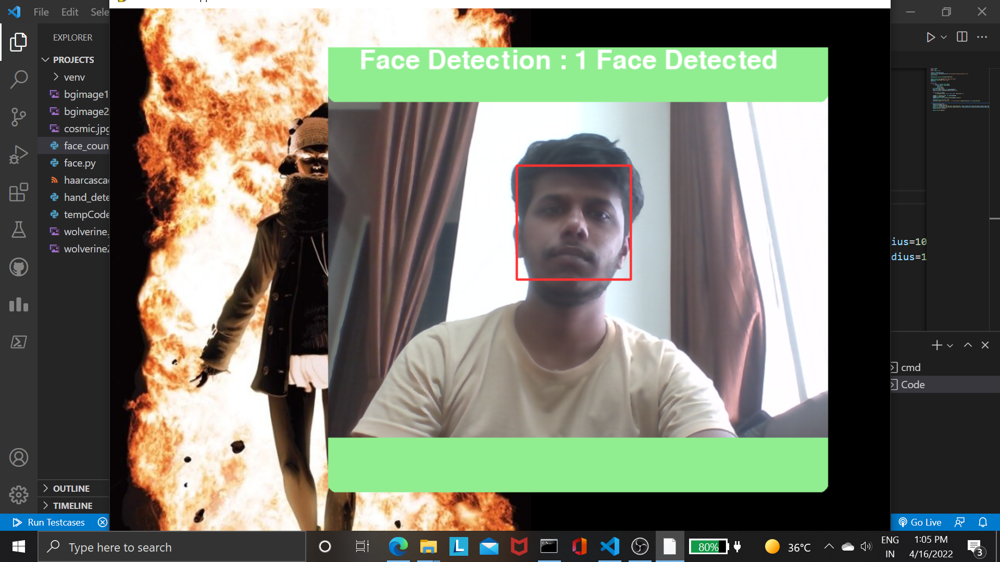 File Edit Sele
EXPLORER
PROJECTS
venv
bgimage1
bgimage2
cosmic.jpg
face_coun
face.py
haarcasca
hand_dete
tempCode
wolverine.
wolverine2
OUTLINE
TIMELINE
Face Detection : 1 Face Detected
ius=10
dius=1
cmd
Code
Run Testcases
Go Live
Type here to search
L
80%
36°C
ENG
IN
1:05 PM
4/16/2022
3